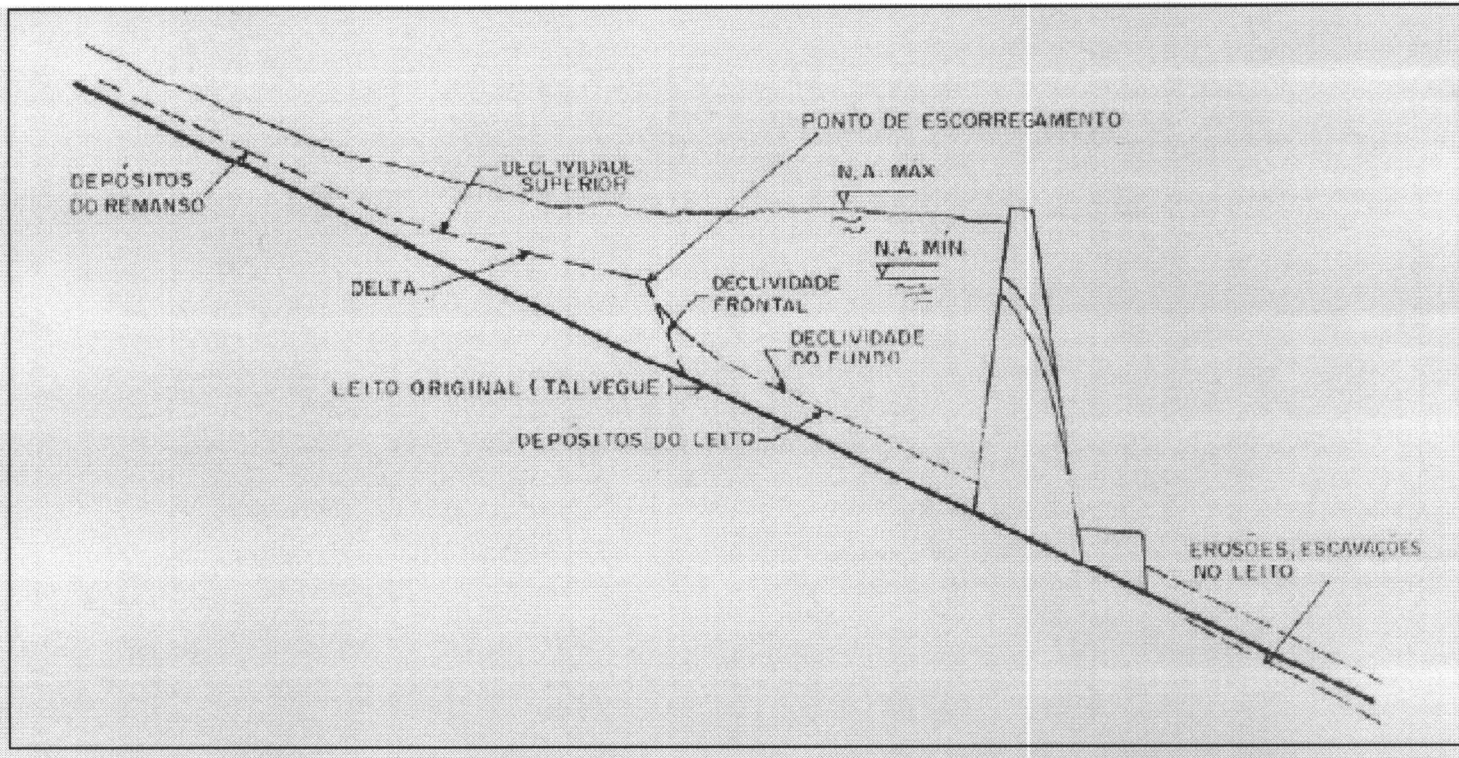 PONTO DE ESCORREGAMENTO
DECLIVIDADE
SUPERIOR
N.A. MÁX
DEPÓSITOS
DO REMANSO
N.A. MÍN.
DELTA
DECLIVIDADE
FRONTAL
DECLIVIDADE
DO FUNDO
LEITO ORIGINAL (TALVEGUE)
DEPÓSITOS DO LEITO
EROSÕES, ESCAVAÇÕES
NO LEITO